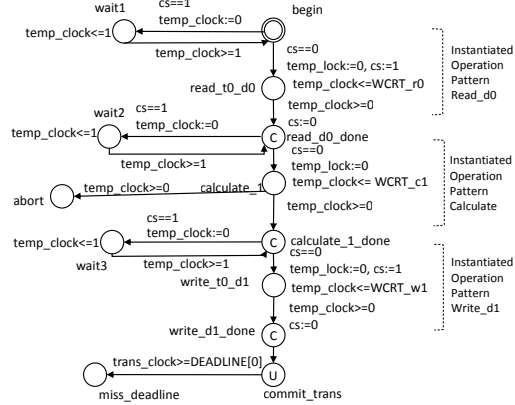 wait1
cs==1
temp_clock:=0
begin
temp_clock<=1
temp_clock>=1
cs==0
temp_lock:=0, cs:=1
temp_clock<=WCRT_r0
read_t0_d0
temp_clock>=0
Instantiated
Operation
Pattern
Read_d0
wait2
cs==1
temp_clock:=0
cs:=0
temp_clock<=1
C
read_d0_done
temp_clock>=1
cs==0
temp_lock:=0
temp_clock<= WCRT_c1
temp_clock>=0
calculate_1
abort
temp_clock>=0
Instantiated
Operation
Pattern
Calculate
cs==1
temp_clock:=0
temp_clock<=1
C
calculate_1_done
wait3
temp_clock>=1
cs==0
temp_lock:=0, cs:=1
write_t0_d1
temp_clock<=WCRT_w1
temp_clock>=0
Instantiated
Operation
Pattern
Write_d1
write_d1_done
C
cs:=0
trans_clock>=DEADLINE[0]
U
miss_deadline
commit_trans